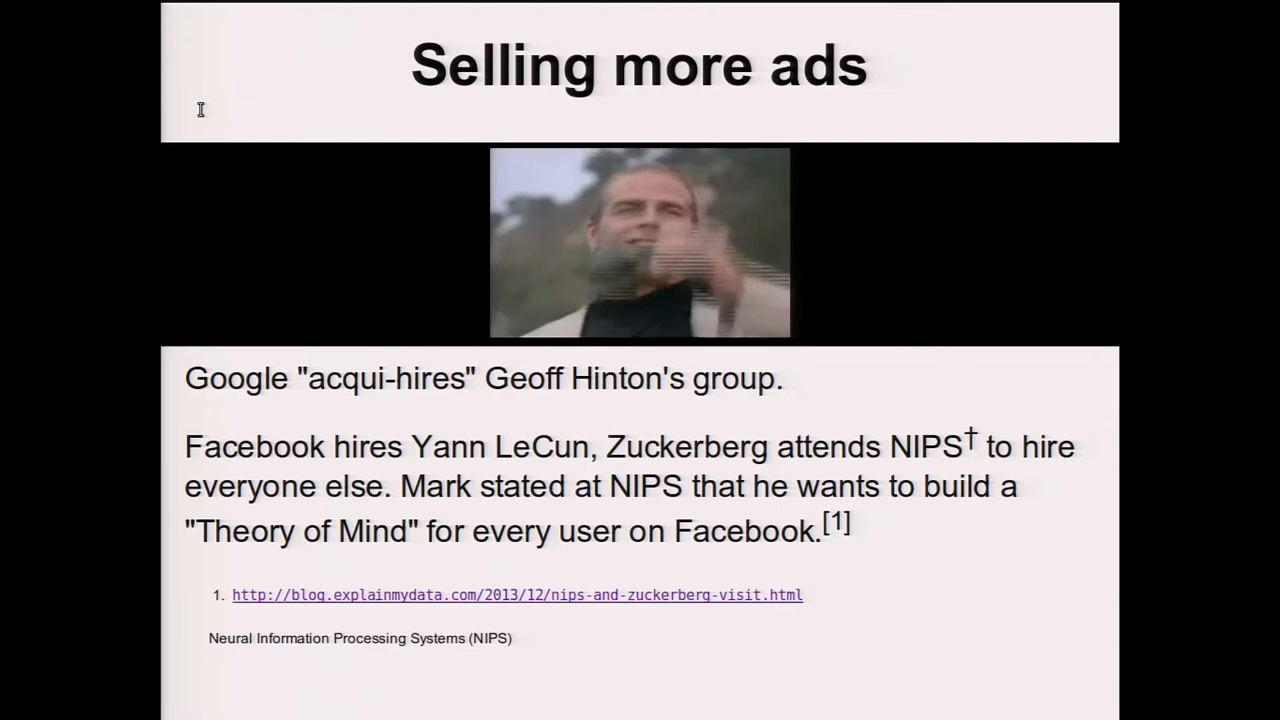 Selling more ads
Google "acqui-hires" Geoff Hinton's group.
Facebook hires Yann LeCun, Zuckerberg attends NIPS† to hire
everyone else. Mark stated at NIPS that he wants to build a
"Theory of Mind" for every user on Facebook.[1]
1. http://blog.explainmydata.com/2013/12/nips-and-zuckerberg-visit.html
Neural Information Processing Systems (NIPS)